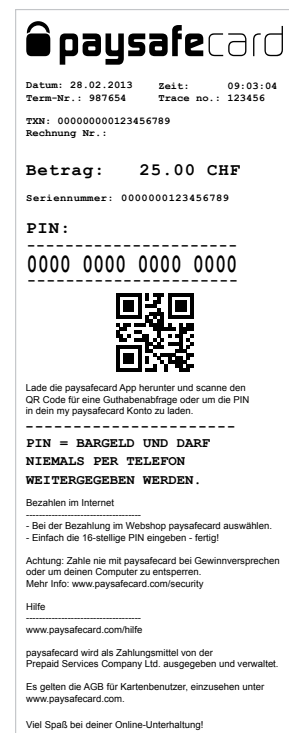 paysafecard
Datum: 28.02.2013 Zeit: 09:03:04
Term-Nr.: 987654 Trace no.: 123456
TXN: 000000000123456789
Rechnung Nr.:
Betrag: 25.00 CHF
Seriennummer: 0000000123456789
PIN:
----------------------
0000 0000 0000 0000
----------------------
Lade die paysafecard App herunter und scanne den
QR Code für eine Guthabenabfrage oder um die PIN
in dein my paysafecard Konto zu laden.
----------------------
PIN = BARGELD UND DARF
NIEMALS PER TELEFON
WEITERGEGEBEN WERDEN.
Bezahlen im Internet
------------------------------------
- Bei der Bezahlung im Webshop paysafecard auswählen.
- Einfach die 16-stellige PIN eingeben - fertig!
Achtung: Zahle nie mit paysafecard bei Gewinnversprechen
oder um deinen Computer zu entsperren.
Mehr Info: www.paysafecard.com/security
Hilfe
------------------------------------
www.paysafecard.com/hilfe
paysafecard wird als Zahlungsmittel von der
Prepaid Services Company Ltd. ausgegeben und verwaltet.
Es gelten die AGB für Kartenbenutzer, einzusehen unter
www.paysafecard.com.
Viel Spaß bei deiner Online-Unterhaltung!